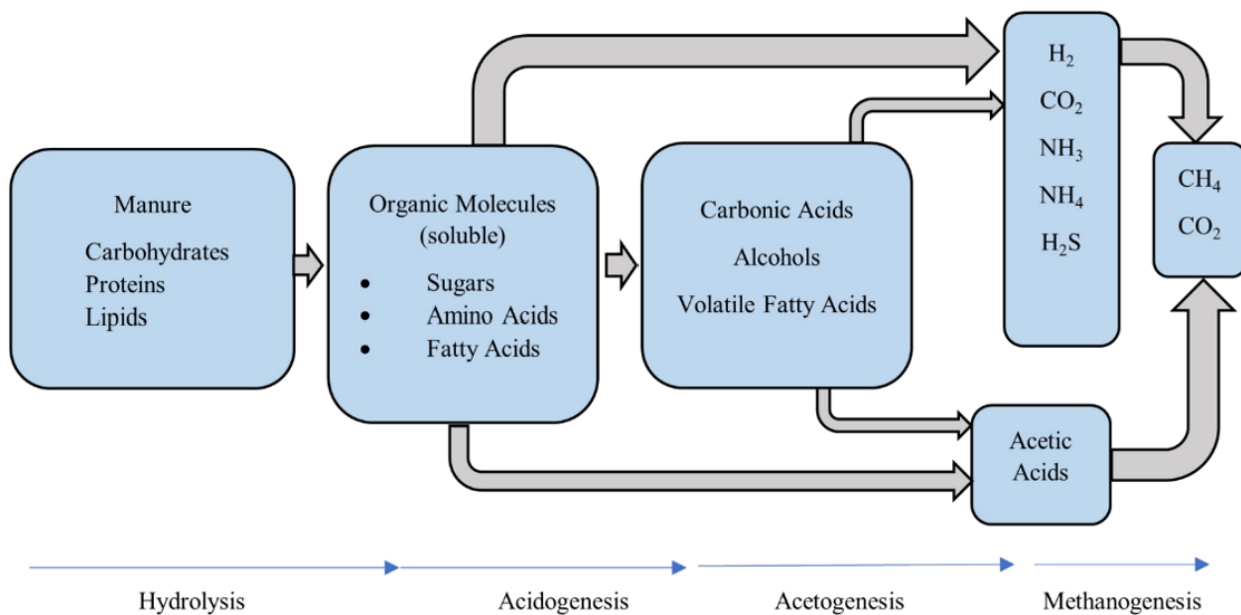 Manure
Carbohydrates
Proteins
Lipids
Organic Molecules
(soluble)
• Sugars
• Amino Acids
• Fatty Acids
Carbonic Acids
Alcohols
Volatile Fatty Acids
H₂
CO₂
NH₃
NH₄
H₂S
CH₄
CO₂
Acetic
Acids
Hydrolysis
Acidogenesis
Acetogenesis
Methanogenesis